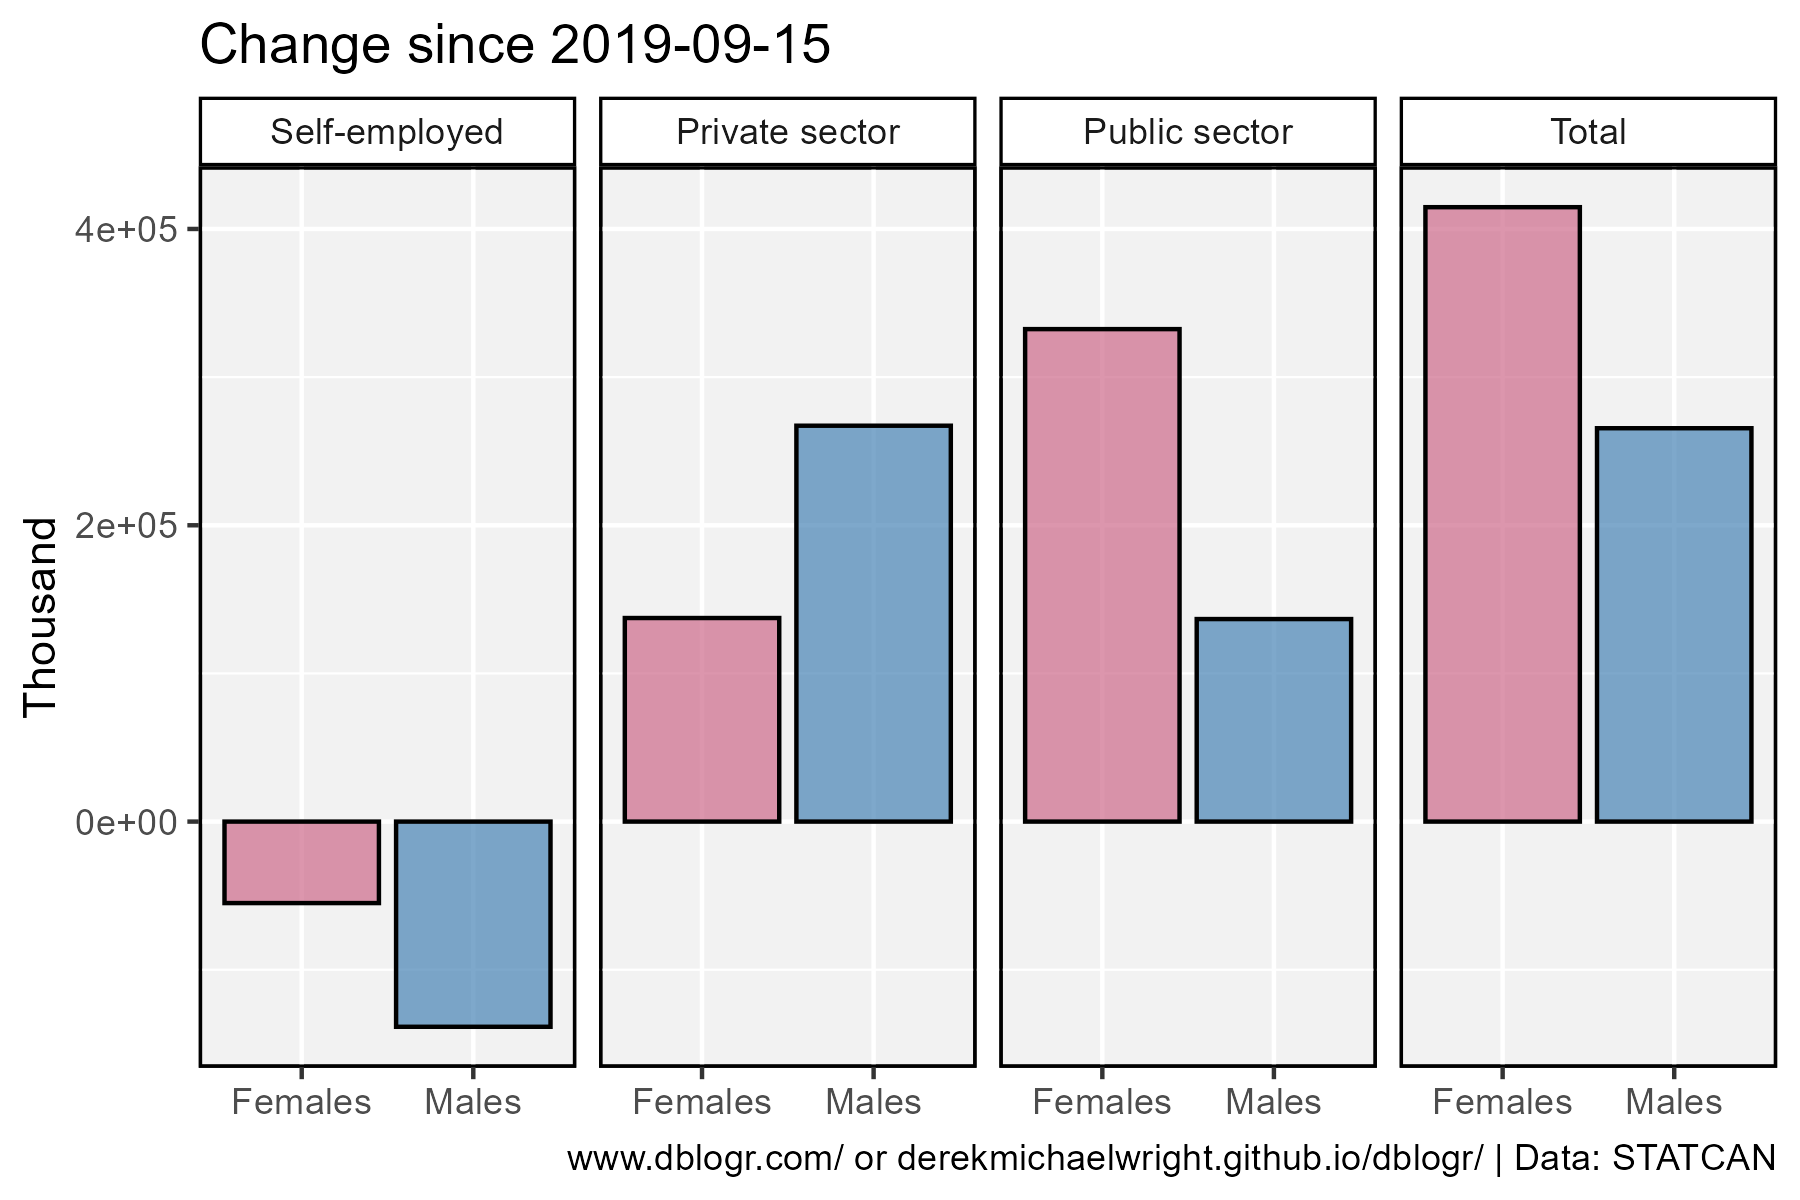 Change since 2019-09-15
Self-employed Private sector Public sector Total
Thousand
4e+05
2e+05
0e+00
Females Males Females Males Females Males Females Males
www.dblogr.com/ or derekmichaelwright.github.io/dblogr/ | Data: STATCAN